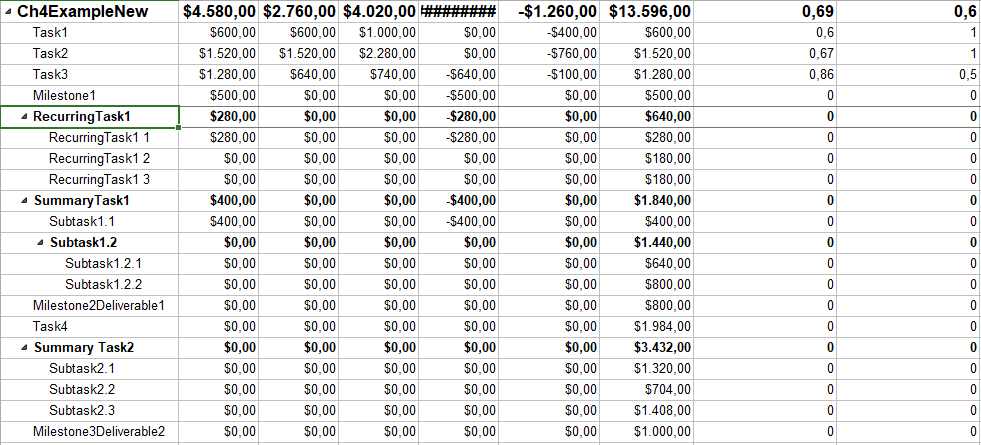 Ch4ExampleNew $4.580,00 $2.760,00 $4.020,00 ######### -$1.260,00 $13.596,00 0,69 0,6
Task1 $600,00 $600,00 $1.000,00 $0,00 -$400,00 $600,00 0,6 1
Task2 $1.520,00 $1.520,00 $2.280,00 $0,00 -$760,00 $1.520,00 0,67 1
Task3 $1.280,00 $640,00 $740,00 -$640,00 -$100,00 $1.280,00 0,86 0,5
Milestone1 $500,00 $0,00 $0,00 -$500,00 $0,00 $500,00 0 0
RecurringTask1 $280,00 $0,00 $0,00 -$280,00 $0,00 $640,00 0 0
RecurringTask1 1 $280,00 $0,00 $0,00 -$280,00 $0,00 $280,00 0 0
RecurringTask1 2 $0,00 $0,00 $0,00 $0,00 $0,00 $180,00 0 0
RecurringTask1 3 $0,00 $0,00 $0,00 $0,00 $0,00 $180,00 0 0
SummaryTask1 $400,00 $0,00 $0,00 -$400,00 $0,00 $1.840,00 0 0
Subtask1.1 $400,00 $0,00 $0,00 -$400,00 $0,00 $400,00 0 0
Subtask1.2 $0,00 $0,00 $0,00 $0,00 $0,00 $1.440,00 0 0
Subtask1.2.1 $0,00 $0,00 $0,00 $0,00 $0,00 $640,00 0 0
Subtask1.2.2 $0,00 $0,00 $0,00 $0,00 $0,00 $800,00 0 0
Milestone2Deliverable1 $0,00 $0,00 $0,00 $0,00 $0,00 $800,00 0 0
Task4 $0,00 $0,00 $0,00 $0,00 $0,00 $1.984,00 0 0
Summary Task2 $0,00 $0,00 $0,00 $0,00 $0,00 $3.432,00 0 0
Subtask2.1 $0,00 $0,00 $0,00 $0,00 $0,00 $1.320,00 0 0
Subtask2.2 $0,00 $0,00 $0,00 $0,00 $0,00 $704,00 0 0
Subtask2.3 $0,00 $0,00 $0,00 $0,00 $0,00 $1.408,00 0 0
Milestone3Deliverable2 $0,00 $0,00 $0,00 $0,00 $0,00 $1.000,00 0 0